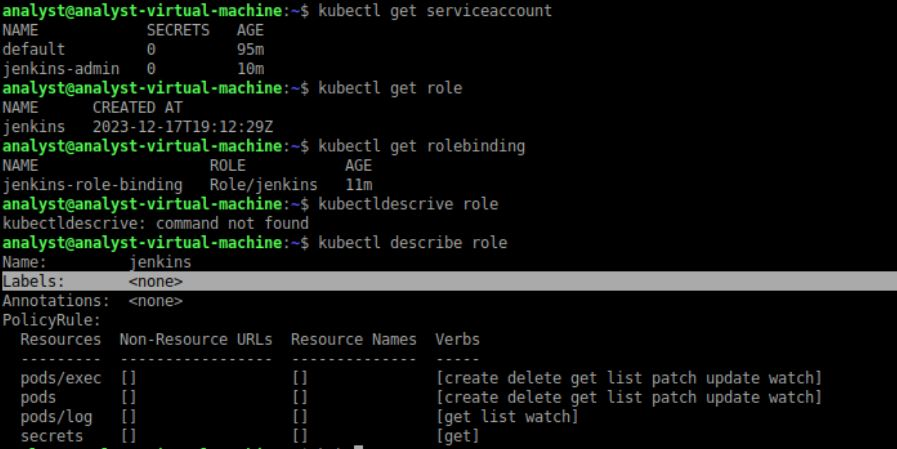 analyst@analyst-virtual-machine:~$ kubectl get serviceaccount
NAME            SECRETS   AGE
default         0         95m
jenkins-admin   0         10m
analyst@analyst-virtual-machine:~$ kubectl get role
NAME      CREATED AT
jenkins   2023-12-17T19:12:29Z
analyst@analyst-virtual-machine:~$ kubectl get rolebinding
NAME                   ROLE           AGE
jenkins-role-binding   Role/jenkins   11m
analyst@analyst-virtual-machine:~$ kubectldescrive role
kubectldescrive: command not found
analyst@analyst-virtual-machine:~$ kubectl describe role
Name:         jenkins
Labels:       <none>
Annotations:  <none>
PolicyRule:
  Resources  Non-Resource URLs  Resource Names  Verbs
  ---------  -----------------  --------------  -----
  pods/exec  []                 []              [create delete get list patch update watch]
  pods       []                 []              [create delete get list patch update watch]
  pods/log   []                 []              [get list watch]
  secrets    []                 []              [get]